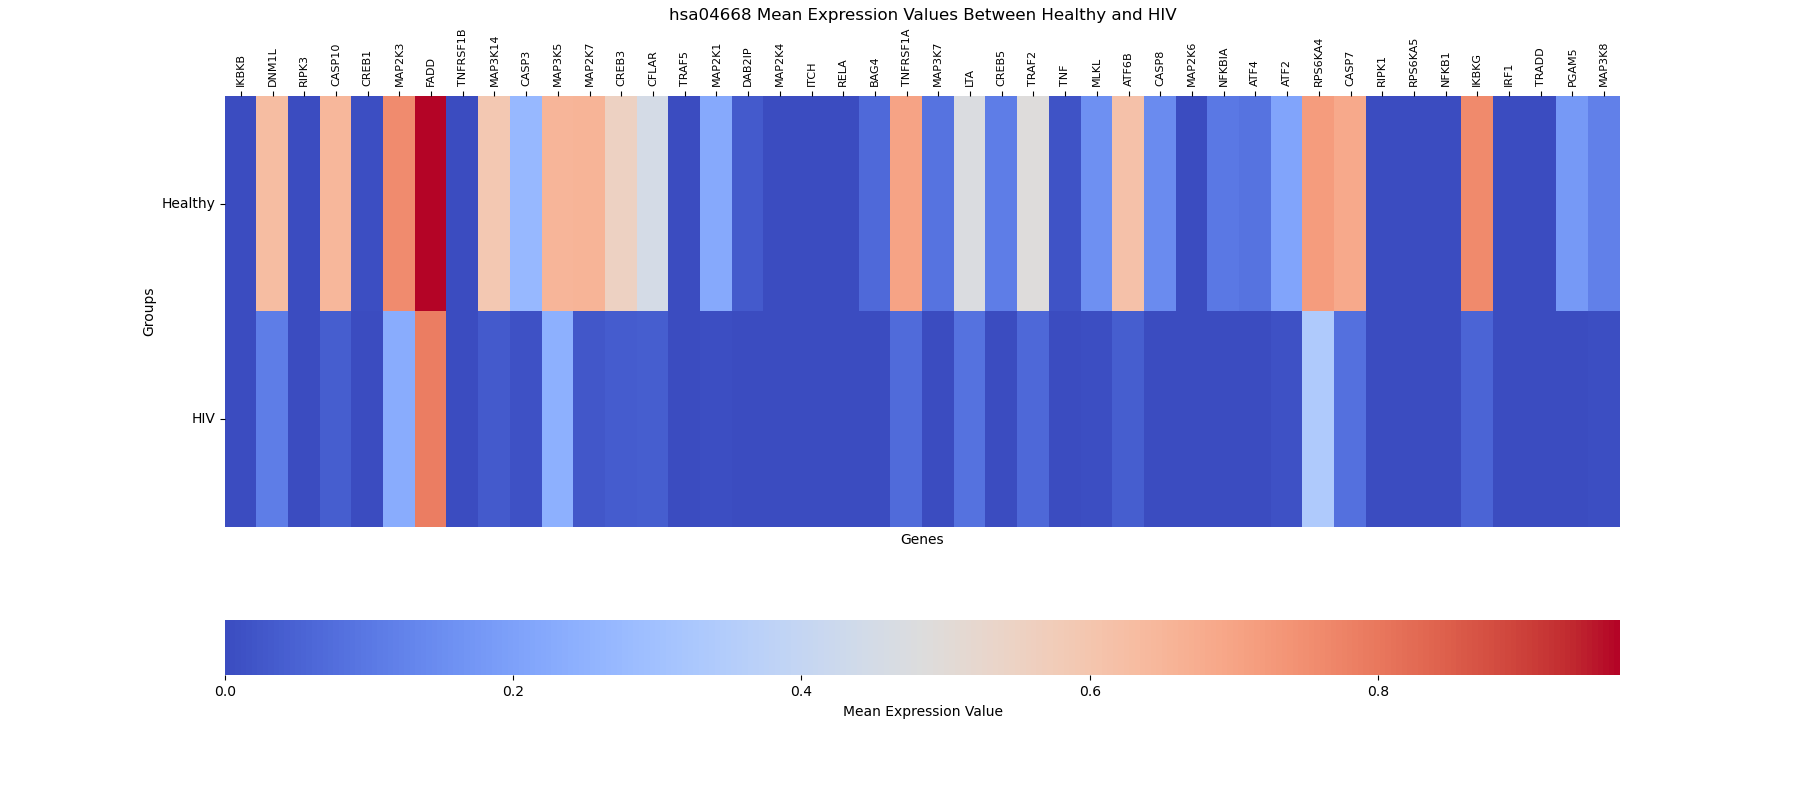 hsa04668 Mean Expression Values Between Healthy and HIV
IKBKB
DNM1L
RIPK3
CASP10
CREB1
MAP2K3
FADD
TNFRSF1B
MAP3K14
CASP3
MAP3K5
MAP2K7
CREB3
CFLAR
TRAF5
MAP2K1
DAB2IP
MAP2K4
ITCH
RELA
BAG4
TNFRSF1A
MAP3K7
LTA
CREB5
TRAF2
TNF
MLKL
ATF6B
CASP8
MAP2K6
NFKBIA
ATF4
ATF2
RPS6KA4
CASP7
RIPK1
RPS6KA5
NFKB1
IKBKG
IRF1
TRADD
PGAM5
MAP3K8
Healthy
HIV
Groups
Genes
0.0 0.2 0.4 0.6 0.8
Mean Expression Value